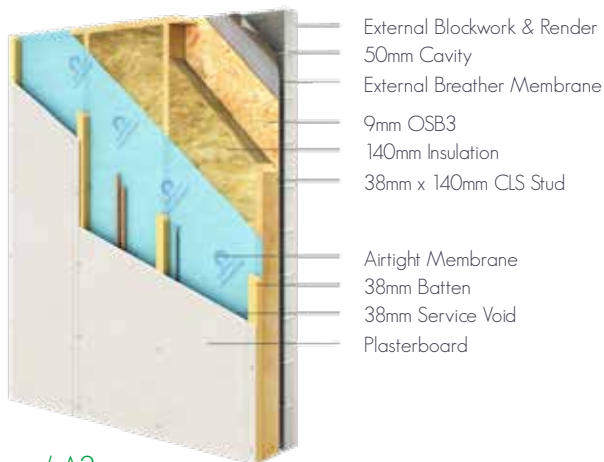 External Blockwork & Render
50mm Cavity
External Breather Membrane
9mm OSB3
140mm Insulation
38mm x 140mm CLS Stud
Airtight Membrane
38mm Batten
38mm Service Void
Plasterboard